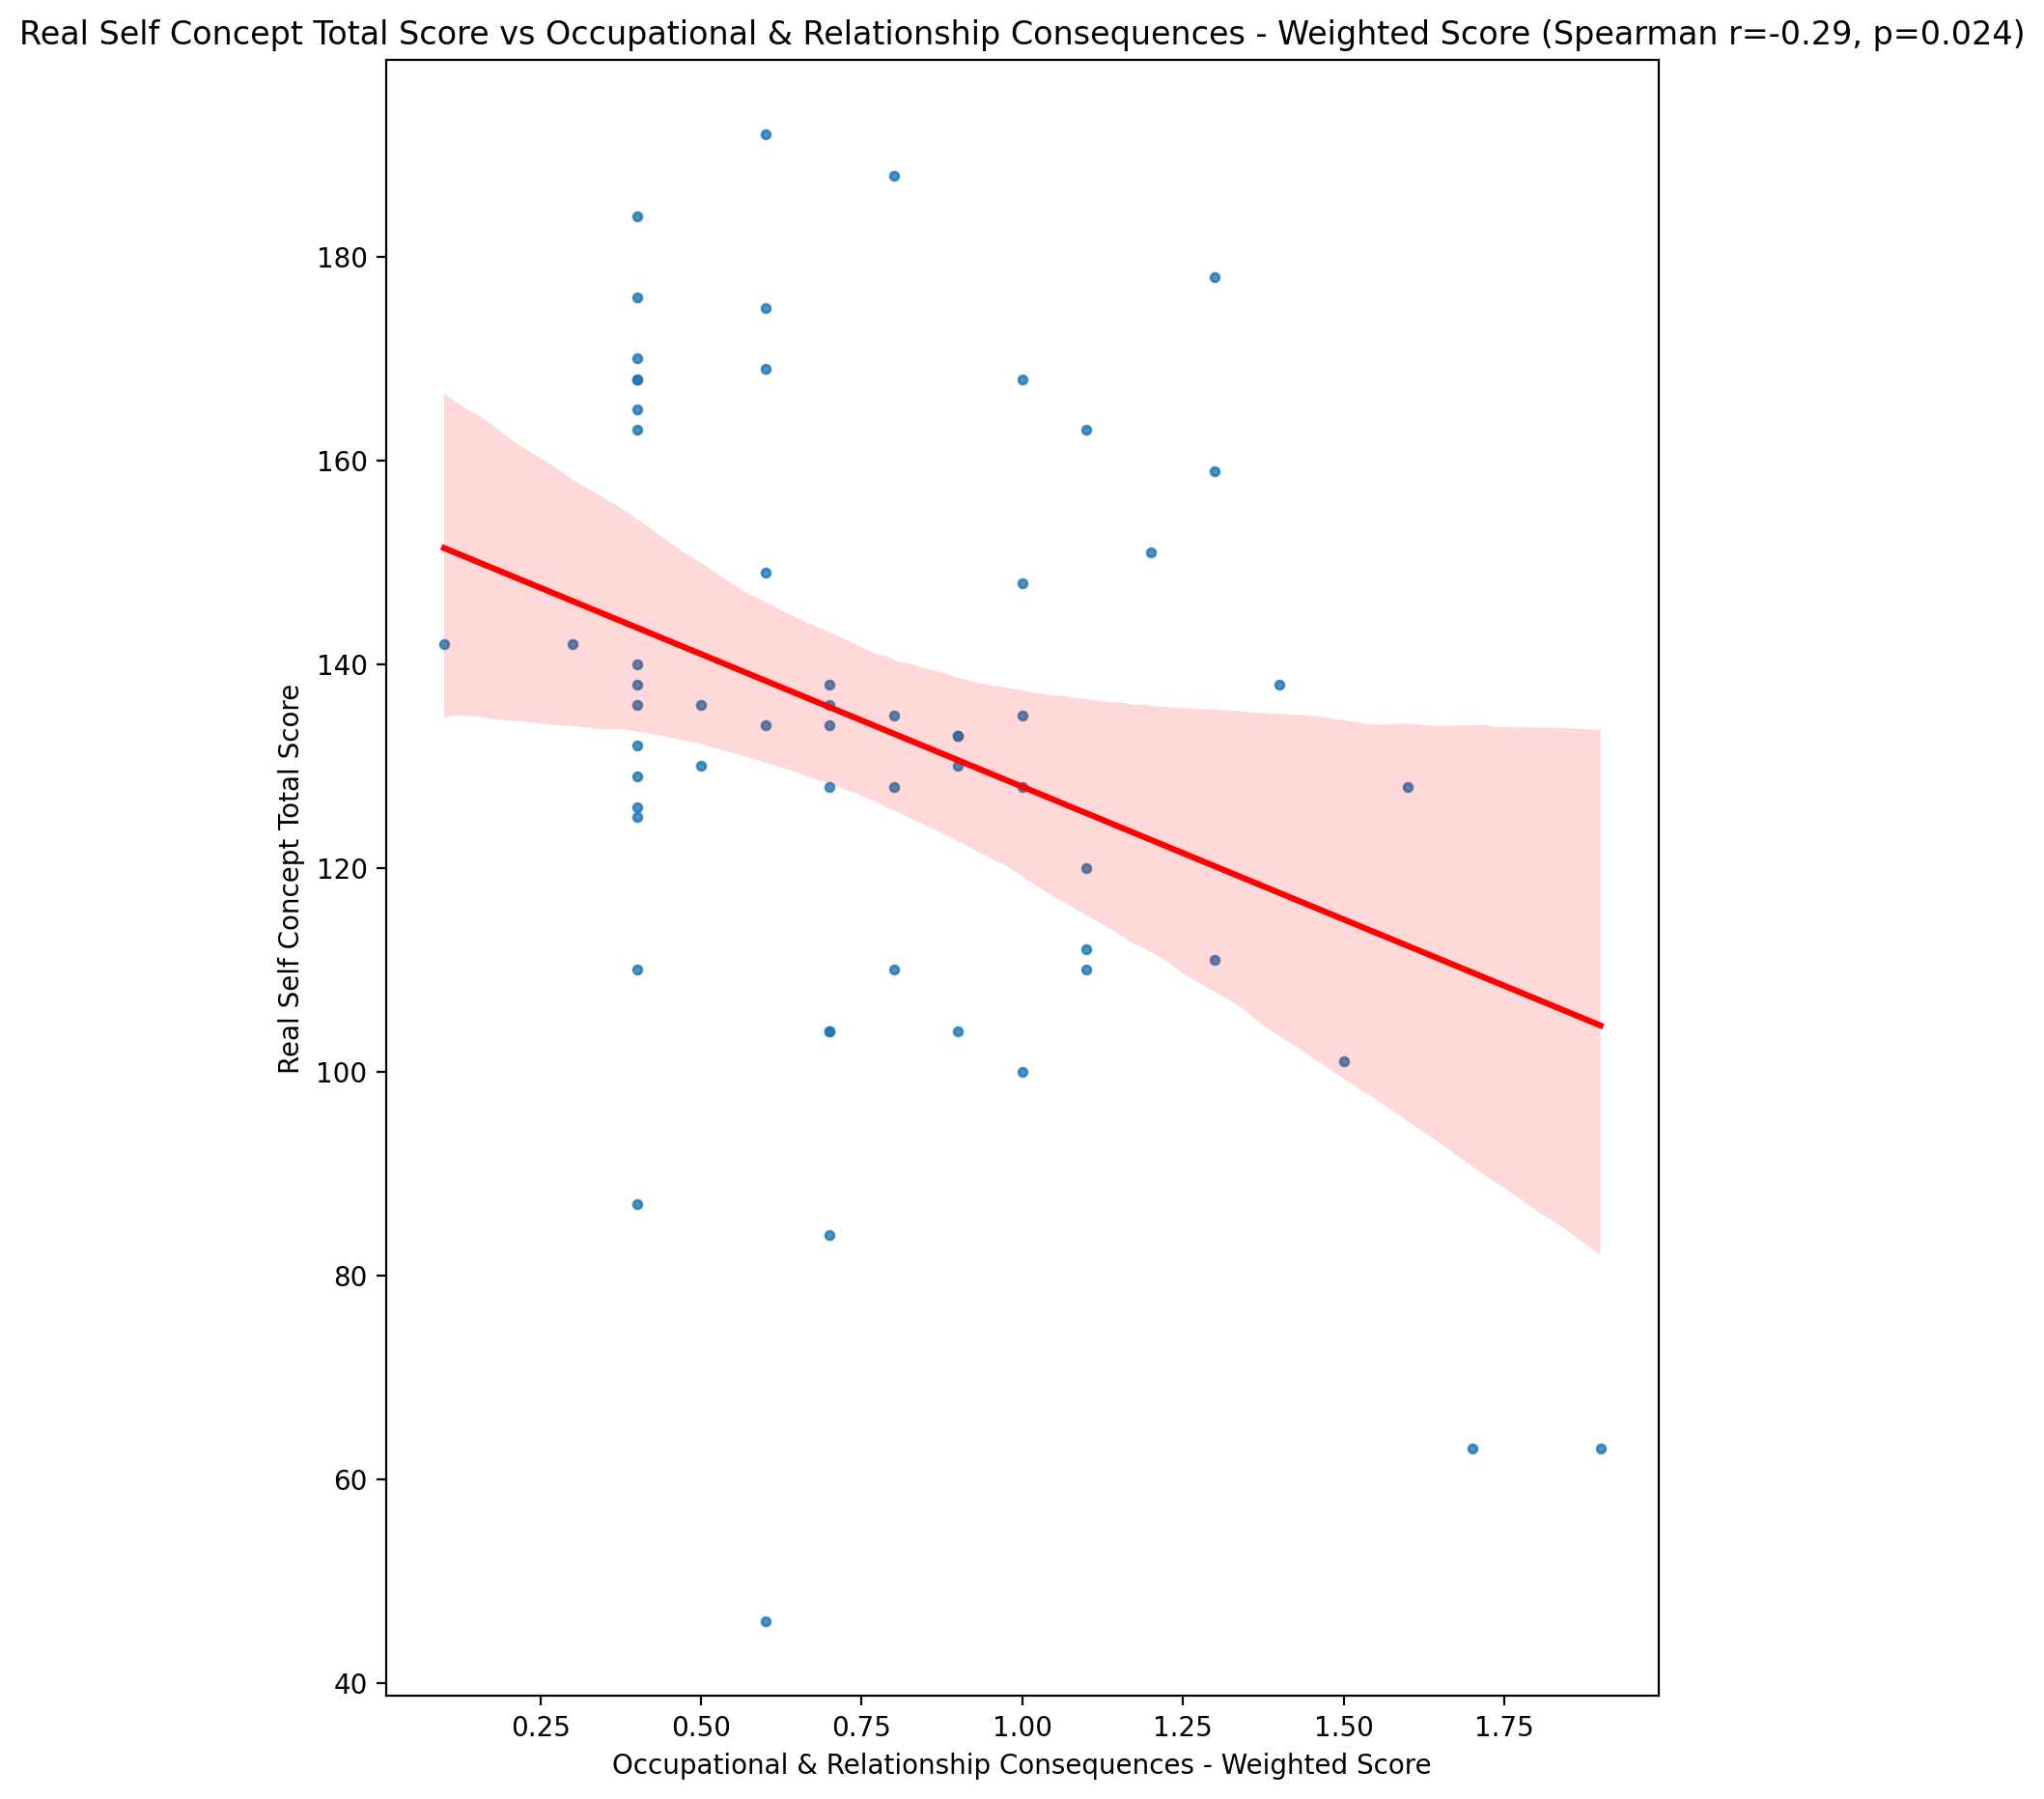 Real Self Concept Total Score vs Occupational & Relationship Consequences - Weighted Score (Spearman r=-0.29, p=0.024)
180
160
140
120
100
80
60
40
Real Self Concept Total Score
0.25 0.50 0.75 1.00 1.25 1.50 1.75
Occupational & Relationship Consequences - Weighted Score